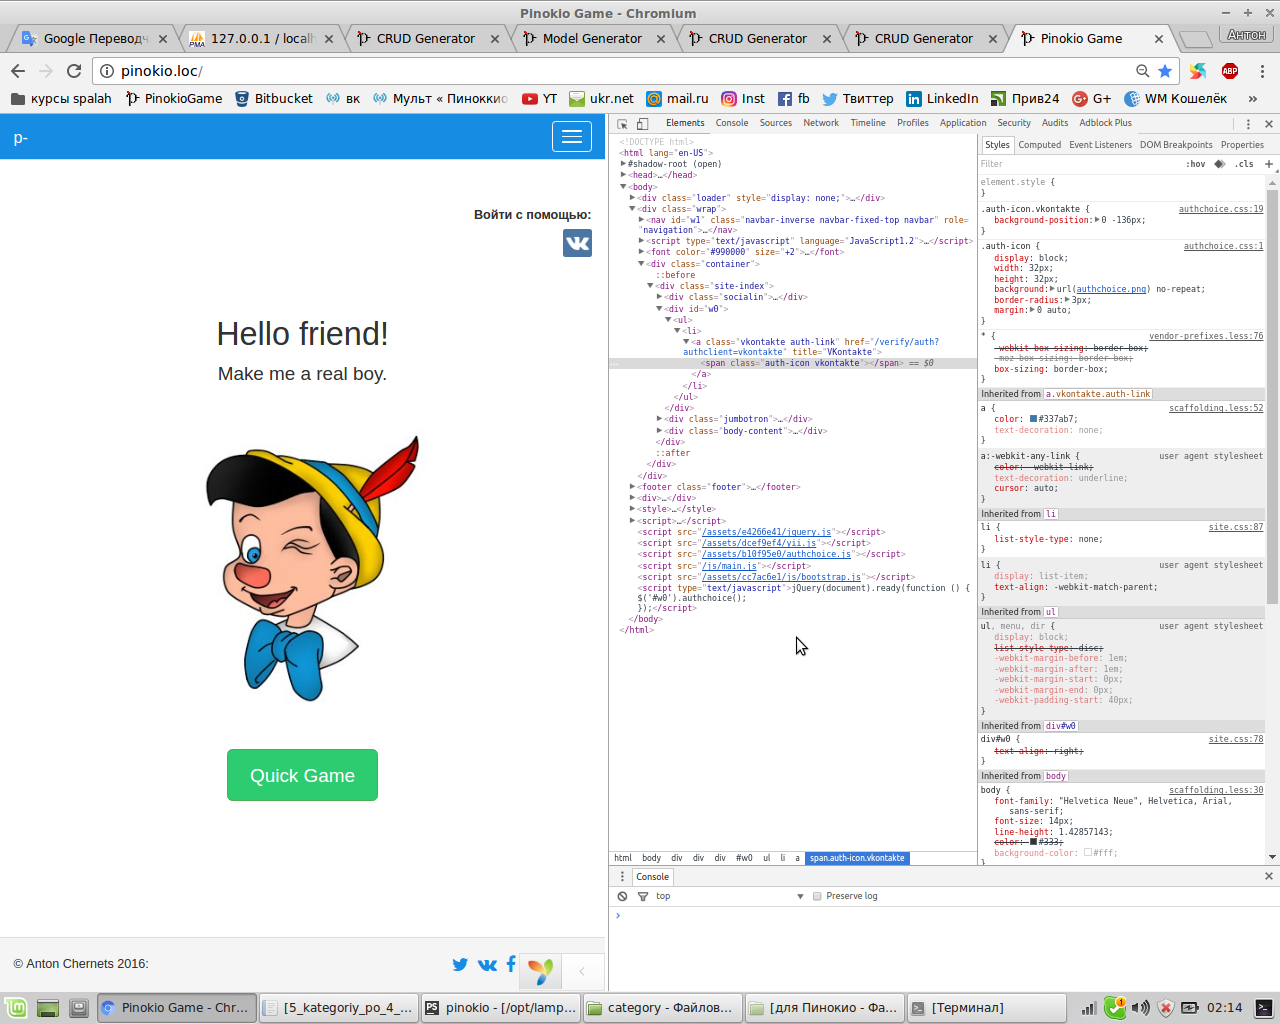 Pinokio Game - Chromium
Google Переводч
127.0.0.1 / localh
CRUD Generator
Model Generator
CRUD Generator
CRUD Generator
Pinokio Game
Антон
pinokio.loc/
ABP
курсы spalah
PinokioGame
Bitbucket
вк
Мульт « Пиноккио
YT
ukr.net
mail.ru
Inst
fb
Твиттер
LinkedIn
Прив24
G+
WM Кошелёк
»
p-
Войти с помощью:
Hello friend!
Make me a real boy.
Quick Game
© Anton Chernets 2016:
Elements Console Sources Network Timeline Profiles Application Security Audits Adblock Plus
<!DOCTYPE html>
<html lang="en-US">
#shadow-root (open)
<head>…</head>
<body>
<div class="loader" style="display: none;">…</div>
<div class="wrap">
<nav id="w1" class="navbar-inverse navbar-fixed-top navbar" role=
"navigation">…</nav>
<script type="text/javascript" language="JavaScript1.2">…</script>
<font color="#990000" size="+2">…</font>
<div class="container">
::before
<div class="site-index">
<div class="socialin">…</div>
<div id="w0">
<ul>
<li>
<a class="vkontakte auth-link" href="/verify/auth?
authclient=vkontakte" title="VKontakte">
<span class="auth-icon vkontakte"></span> == $0
</a>
</li>
</ul>
</div>
<div class="jumbotron">…</div>
<div class="body-content">…</div>
</div>
::after
</div>
</div>
<footer class="footer">…</footer>
<div>…</div>
<style>…</style>
<script>…</script>
<script src="/assets/e4266e41/jquery.js"></script>
<script src="/assets/dcef9ef4/yii.js"></script>
<script src="/assets/b10f95e0/authchoice.js"></script>
<script src="/js/main.js"></script>
<script src="/assets/cc7ac6e1/js/bootstrap.js"></script>
<script type="text/javascript">jQuery(document).ready(function () {
$('#w0').authchoice();
});</script>
</body>
</html>
html body div div div #w0 ul li a span.auth-icon.vkontakte
Styles Computed Event Listeners DOM Breakpoints Properties
Filter :hov .cls +
element.style {
}
.auth-icon.vkontakte { authchoice.css:19
background-position: 0 -136px;
}
.auth-icon { authchoice.css:1
display: block;
width: 32px;
height: 32px;
background: url(authchoice.png) no-repeat;
border-radius: 3px;
margin: 0 auto;
}
* { vendor-prefixes.less:76
-webkit-box-sizing: border-box;
-moz-box-sizing: border-box;
box-sizing: border-box;
}
Inherited from a.vkontakte.auth-link
a { scaffolding.less:52
color: #337ab7;
text-decoration: none;
}
a:-webkit-any-link { user agent stylesheet
color: -webkit-link;
text-decoration: underline;
cursor: auto;
}
Inherited from li
li { site.css:87
list-style-type: none;
}
li { user agent stylesheet
display: list-item;
text-align: -webkit-match-parent;
}
Inherited from ul
ul, menu, dir { user agent stylesheet
display: block;
list-style-type: disc;
-webkit-margin-before: 1em;
-webkit-margin-after: 1em;
-webkit-margin-start: 0px;
-webkit-margin-end: 0px;
-webkit-padding-start: 40px;
}
Inherited from div#w0
div#w0 { site.css:78
text-align: right;
}
Inherited from body
body { scaffolding.less:30
font-family: "Helvetica Neue", Helvetica, Arial,
sans-serif;
font-size: 14px;
line-height: 1.42857143;
color: #333;
background-color: #fff;
}
Console
top Preserve log
Pinokio Game - Chr...
[5_kategoriy_po_4_...
pinokio - [/opt/lamp...
category - Файлов...
[для Пинокио - Фа...
[Терминал]
02:14